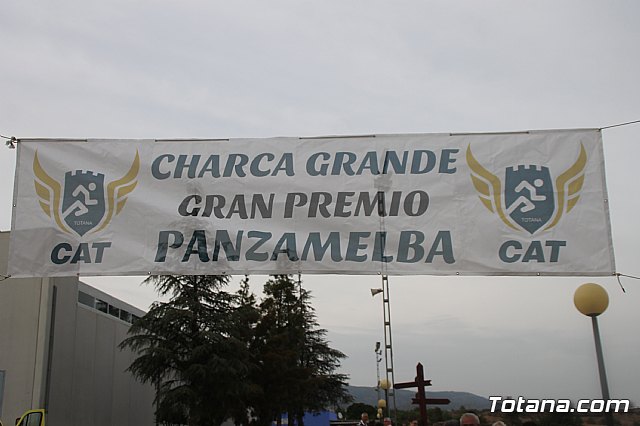 CHARCA GRANDE
GRAN PREMIO
PANZAMELBA
TOTANA
CAT
TOTANA
CAT
Totana.com